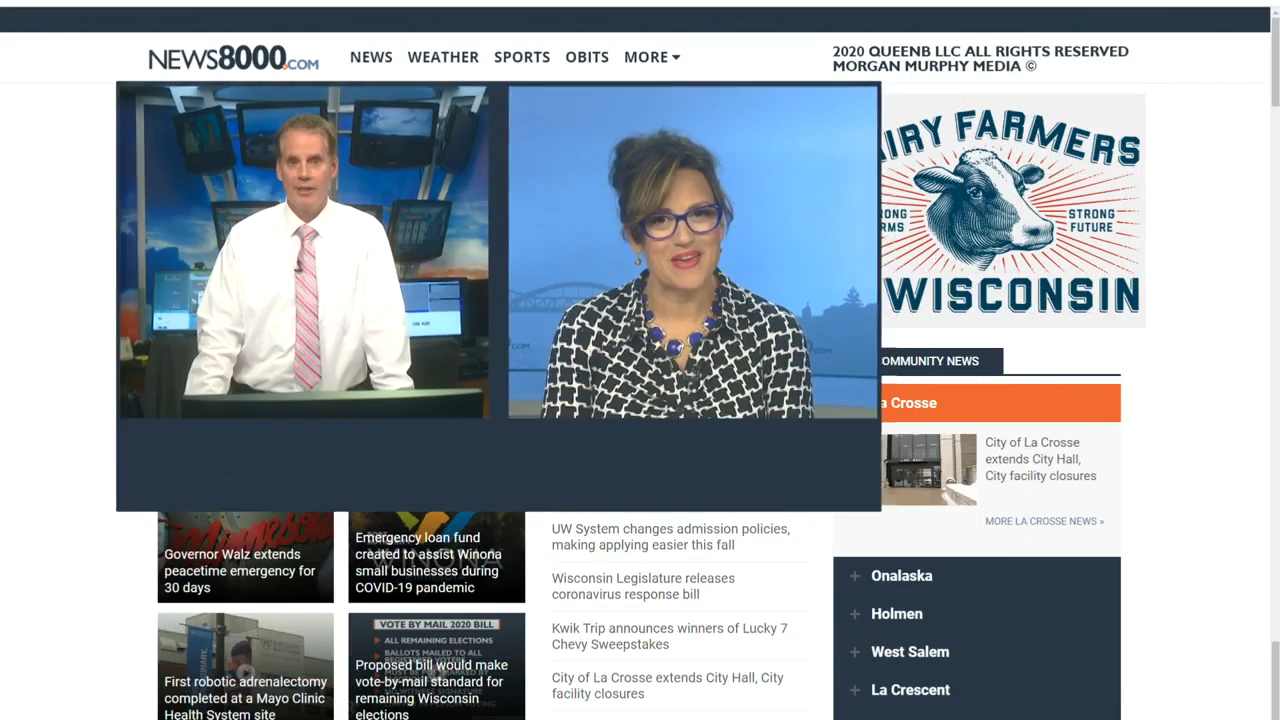 NEWS8000.COM
NEWS
WEATHER
SPORTS
OBITS
MORE
2020 QUEENB LLC ALL RIGHTS RESERVED
MORGAN MURPHY MEDIA ©
IRY FARMERS
RONG
RMS
STRONG
FUTURE
WISCONSIN
OMMUNITY NEWS
a Crosse
City of La Crosse
extends City Hall,
City facility closures
MORE LA CROSSE NEWS »
Governor Walz extends
peacetime emergency for
30 days
Emergency loan fund
created to assist Winona
small businesses during
COVID-19 pandemic
First robotic adrenalectomy
completed at a Mayo Clinic
Health System site
VOTE BY MAIL 2020 BILL
ALL REMAINING ELECTIONS
BALLOTS MAILED TO ALL
Proposed bill would make
vote-by-mail standard for
remaining Wisconsin
elections
UW System changes admission policies,
making applying easier this fall
Wisconsin Legislature releases
coronavirus response bill
Kwik Trip announces winners of Lucky 7
Chevy Sweepstakes
City of La Crosse extends City Hall, City
facility closures
+ Onalaska
+ Holmen
+ West Salem
+ La Crescent